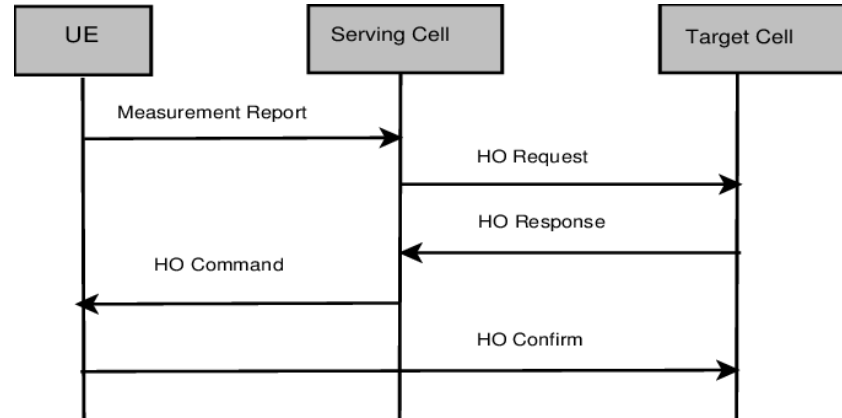 UE
Serving Cell
Target Cell
Measurement Report
HO Request
HO Response
HO Command
HO Confirm